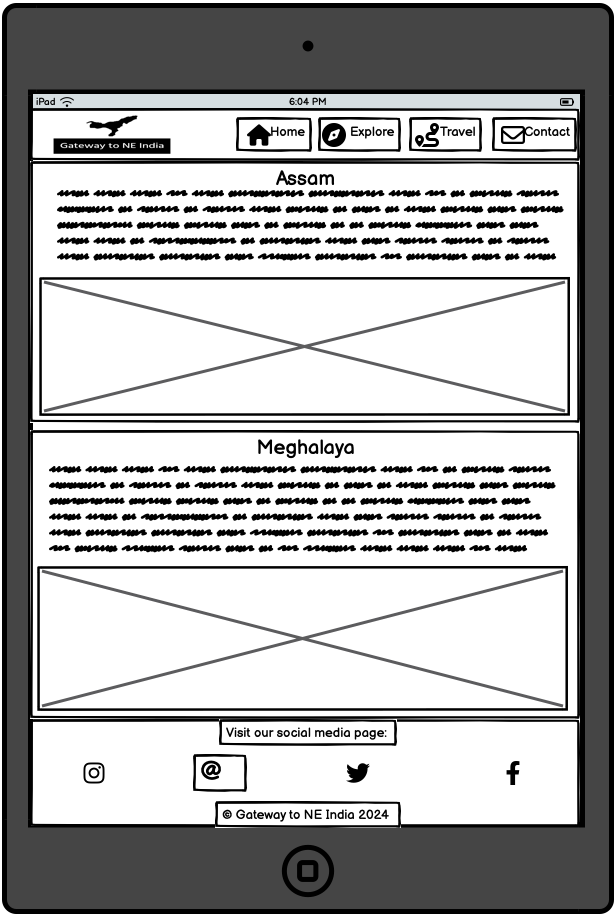 iPad 6:04 PM
Gateway to NE India
Home Explore Travel Contact
Assam
Meghalaya
Visit our social media page:
@
© Gateway to NE India 2024